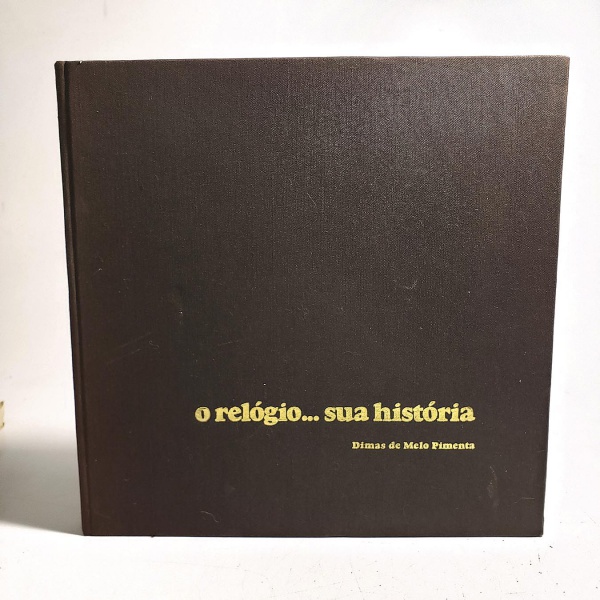 o relógio... sua história
Dimas de Melo Pimenta